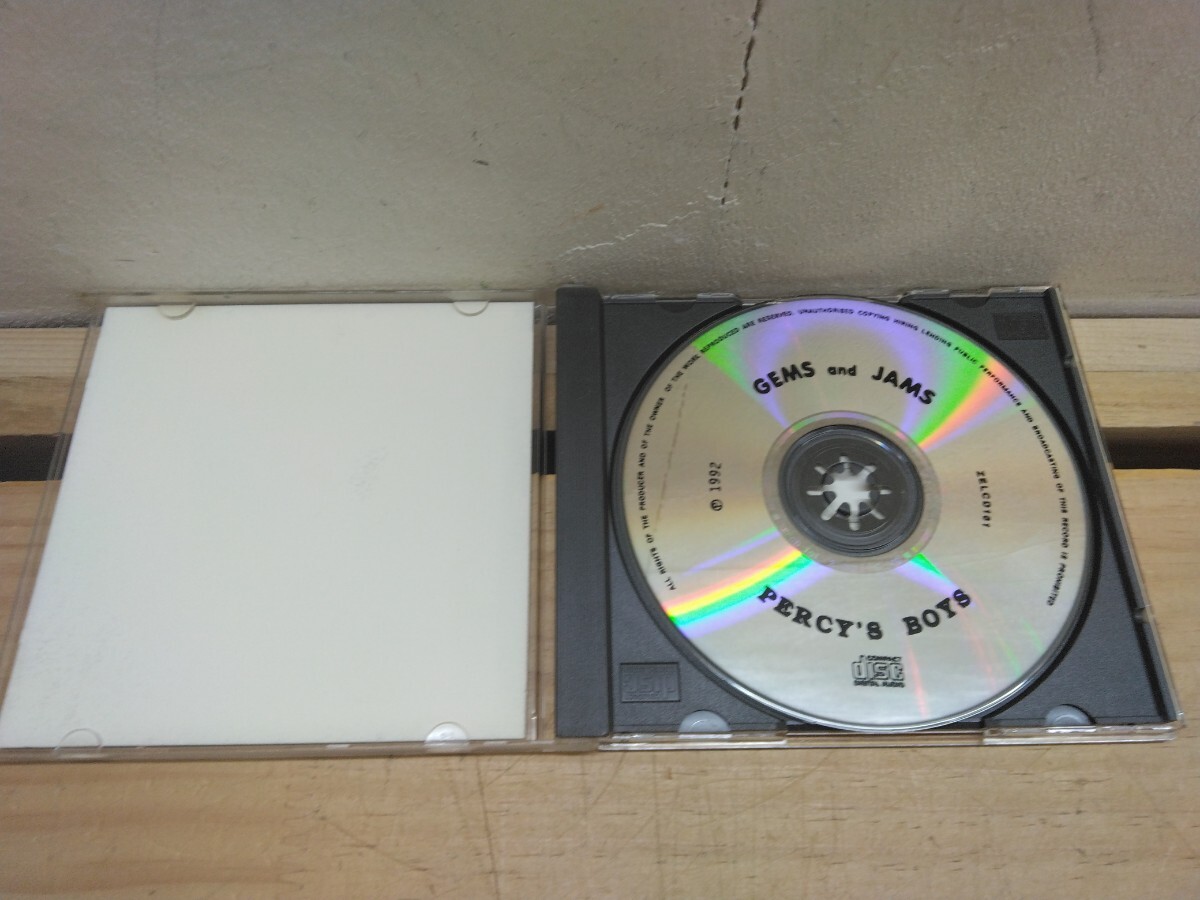 GEMS and JAMS
℗ 1992
ZELCD101
PERCY'S BOYS
COMPACT
disc
DIGITAL AUDIO
ALL RIGHTS OF THE PRODUCER AND OF THE OWNER OF THE WORK REPRODUCED ARE RESERVED. UNAUTHORISED COPYING HIRING LENDING PUBLIC PERFORMANCE AND BROADCASTING OF THIS RECORD IS PROHIBITED